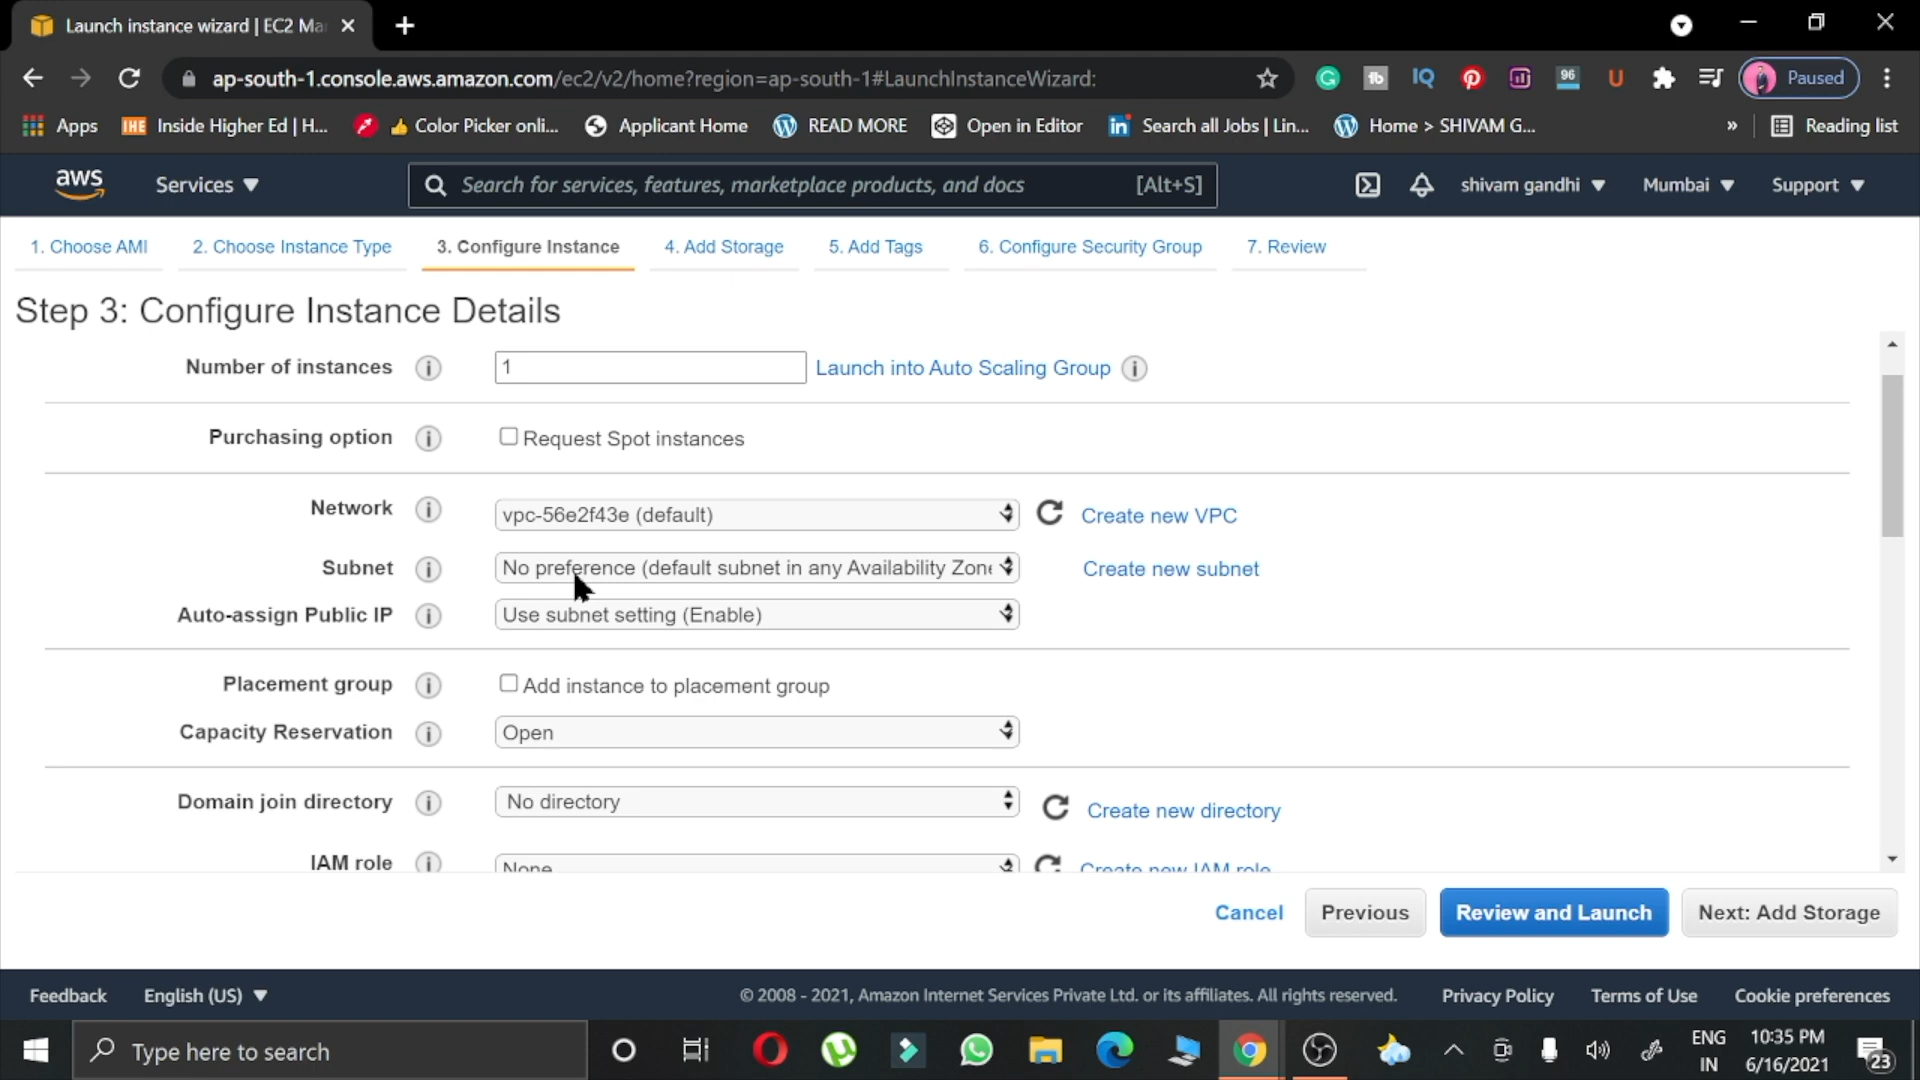 Launch instance wizard | EC2 Ma
ap-south-1.console.aws.amazon.com/ec2/v2/home?region=ap-south-1#LaunchInstanceWizard:
tb IQ 96 U Paused
Apps IHE Inside Higher Ed | H... Color Picker onli... Applicant Home READ MORE Open in Editor in Search all Jobs | Lin... Home > SHIVAM G... » Reading list
aws Services Search for services, features, marketplace products, and docs [Alt+S] shivam gandhi Mumbai Support
1. Choose AMI 2. Choose Instance Type 3. Configure Instance 4. Add Storage 5. Add Tags 6. Configure Security Group 7. Review
Step 3: Configure Instance Details
Number of instances i 1 Launch into Auto Scaling Group i
Purchasing option i Request Spot instances
Network i vpc-56e2f43e (default) Create new VPC
Subnet i No preference (default subnet in any Availability Zone Create new subnet
Auto-assign Public IP i Use subnet setting (Enable)
Placement group i Add instance to placement group
Capacity Reservation i Open
Domain join directory i No directory Create new directory
IAM role i None Create new IAM role
Cancel Previous Review and Launch Next: Add Storage
Feedback English (US) © 2008 - 2021, Amazon Internet Services Private Ltd. or its affiliates. All rights reserved. Privacy Policy Terms of Use Cookie preferences
Type here to search ENG IN 10:35 PM 6/16/2021 23